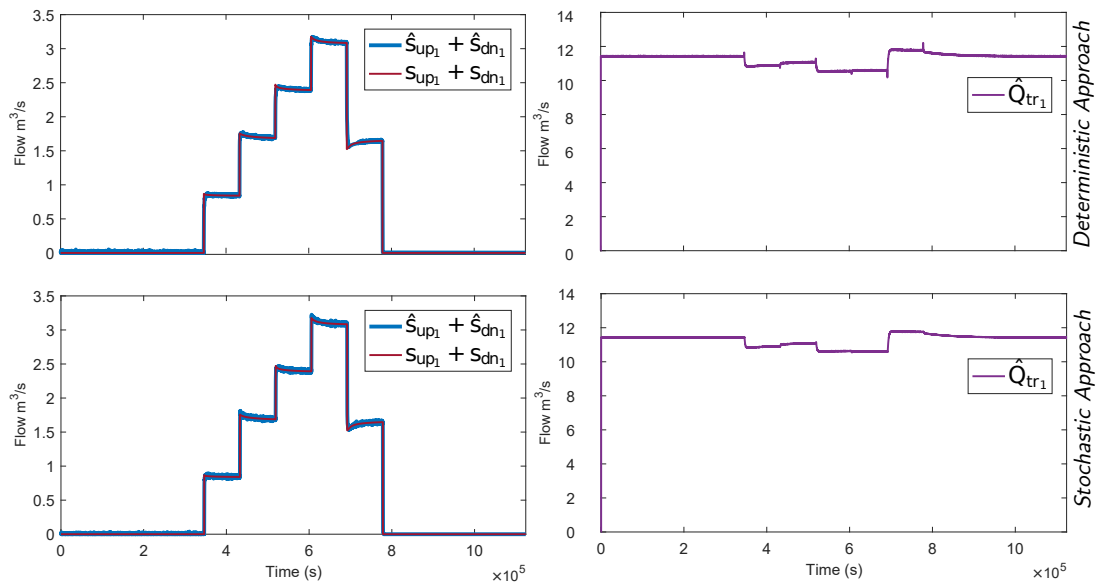 3.5
3
2.5
2
1.5
1
0.5
0
Flow m³/s
ŝup₁ + ŝdn₁
sup₁ + sdn₁
14
12
10
8
6
4
2
0
Flow m³/s
Q̂tr₁
Deterministic Approach
3.5
3
2.5
2
1.5
1
0.5
0
Flow m³/s
ŝup₁ + ŝdn₁
sup₁ + sdn₁
0 2 4 6 8 10
Time (s)
×10⁵
14
12
10
8
6
4
2
0
Flow m³/s
Q̂tr₁
0 2 4 6 8 10
Time (s)
×10⁵
Stochastic Approach